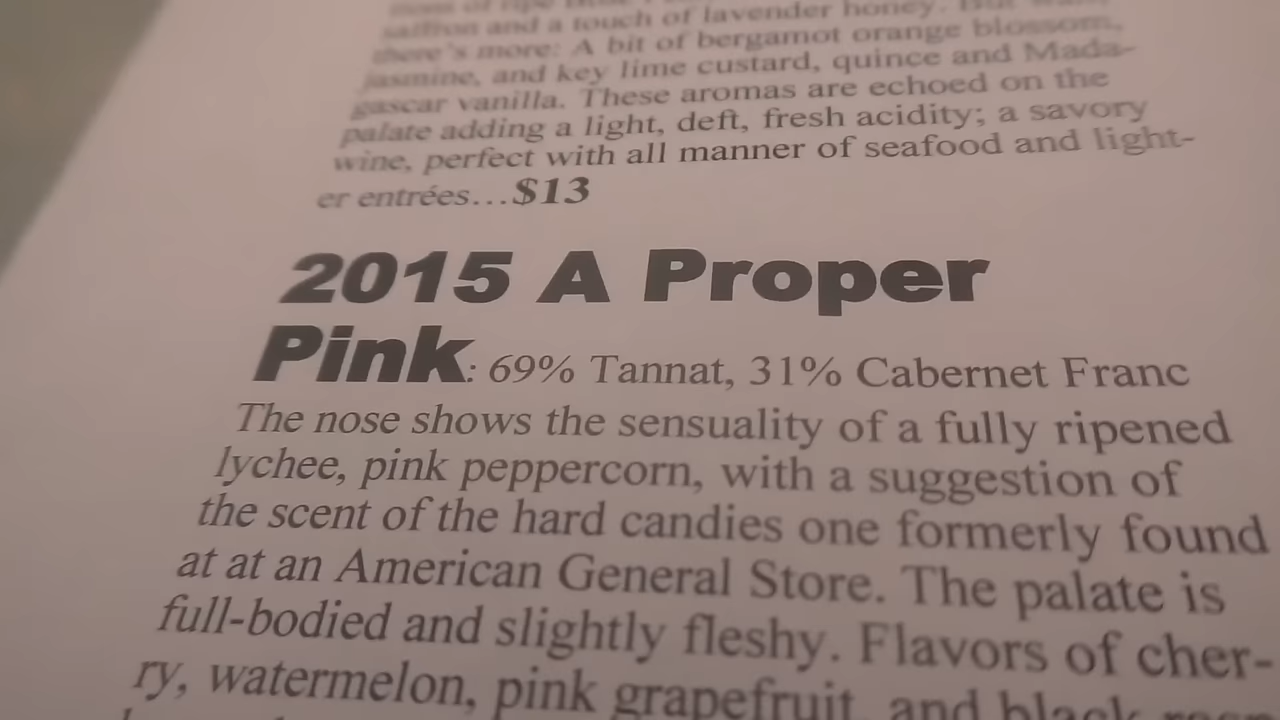 saffron and a touch of lavender honey. But wait,
there's more: A bit of bergamot orange blossom,
jasmine, and key lime custard, quince and Mada-
gascar vanilla. These aromas are echoed on the
palate adding a light, deft, fresh acidity; a savory
wine, perfect with all manner of seafood and light-
er entrées...$13
2015 A Proper
Pink: 69% Tannat, 31% Cabernet Franc
The nose shows the sensuality of a fully ripened
lychee, pink peppercorn, with a suggestion of
the scent of the hard candies one formerly found
at at an American General Store. The palate is
full-bodied and slightly fleshy. Flavors of cher-
ry, watermelon, pink grapefruit, and black